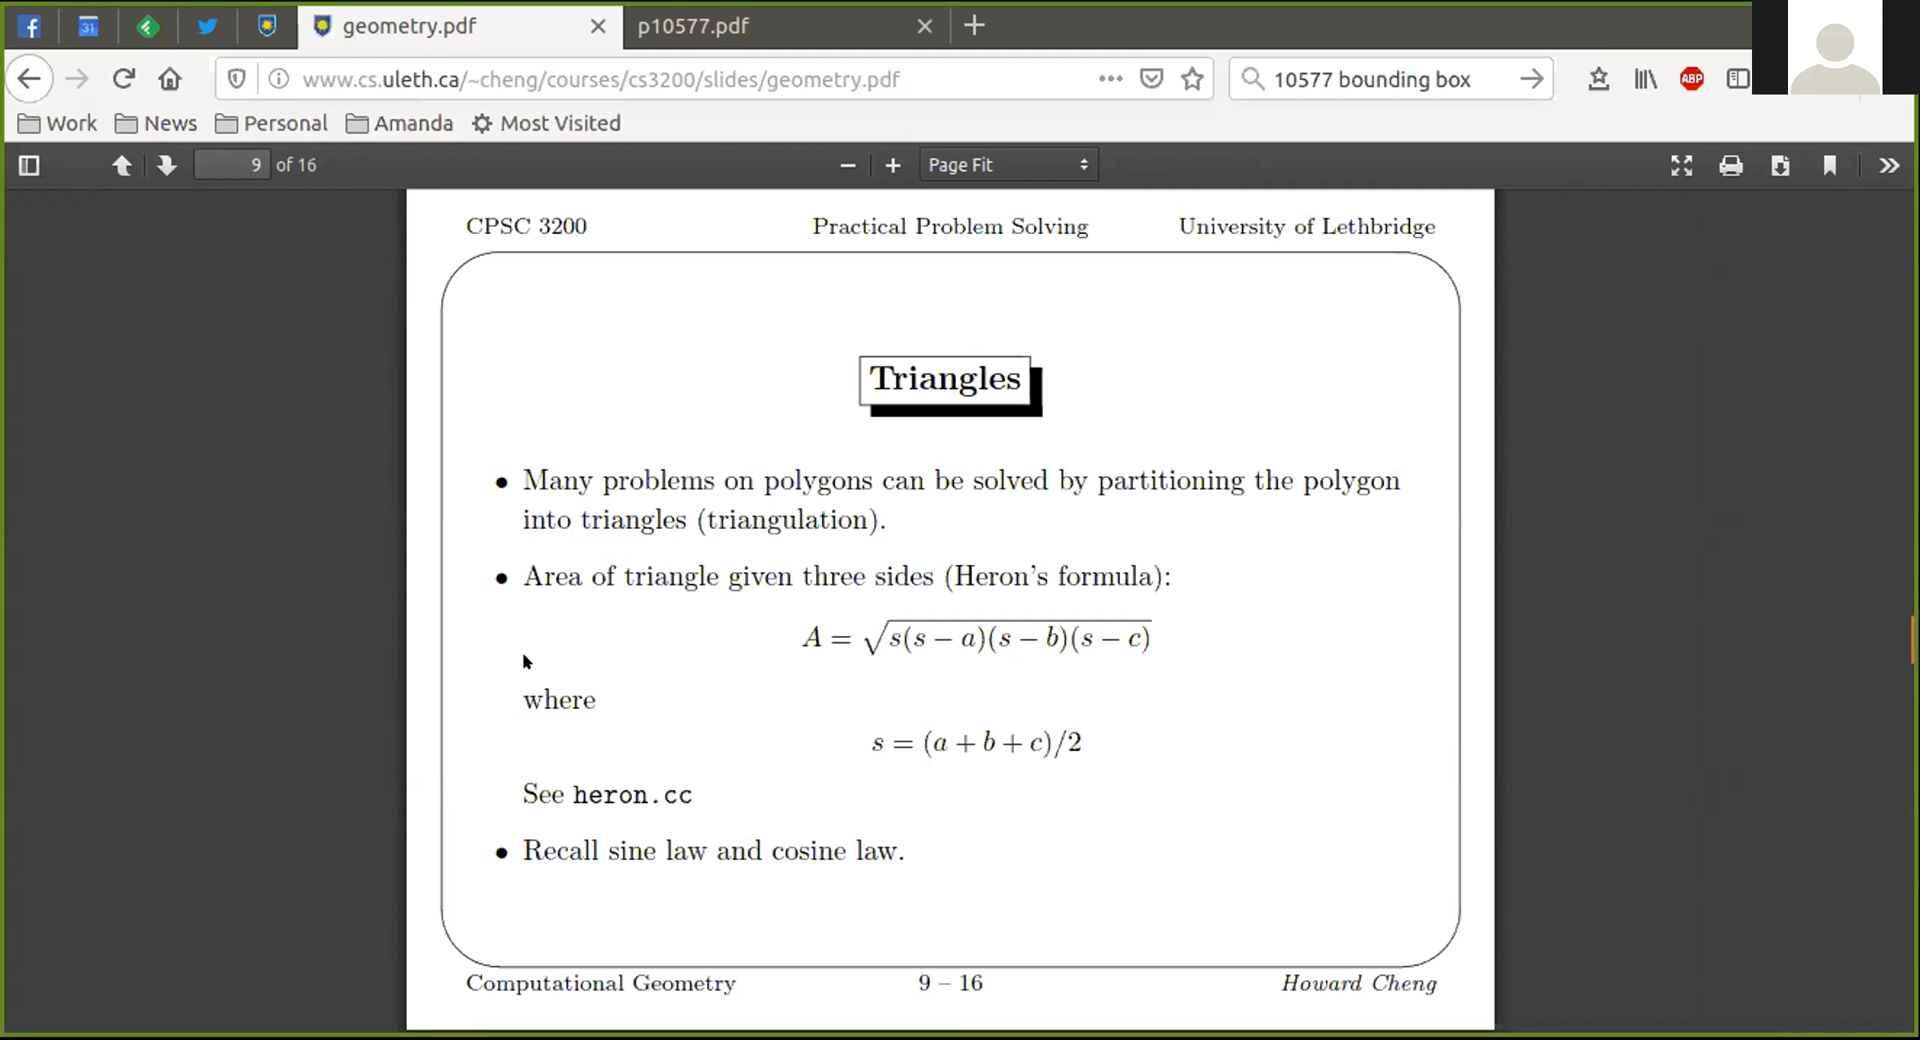 geometry.pdf
p10577.pdf
31
www.cs.uleth.ca/~cheng/courses/cs3200/slides/geometry.pdf
10577 bounding box
ABP
Work
News
Personal
Amanda
Most Visited
9 of 16
Page Fit
CPSC 3200
Practical Problem Solving
University of Lethbridge
Triangles
• Many problems on polygons can be solved by partitioning the polygon
into triangles (triangulation).
• Area of triangle given three sides (Heron's formula):
A = √s(s − a)(s − b)(s − c)
where
s = (a + b + c)/2
See heron.cc
• Recall sine law and cosine law.
Computational Geometry
9 – 16
Howard Cheng